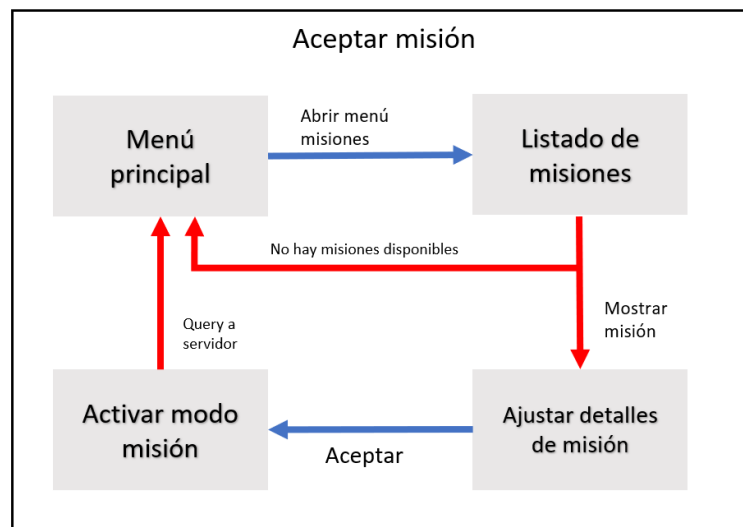 Aceptar misión
Menú
principal
Abrir menú
misiones
Listado de
misiones
No hay misiones disponibles
Mostrar
misión
Query a
servidor
Activar modo
misión
Aceptar
Ajustar detalles
de misión